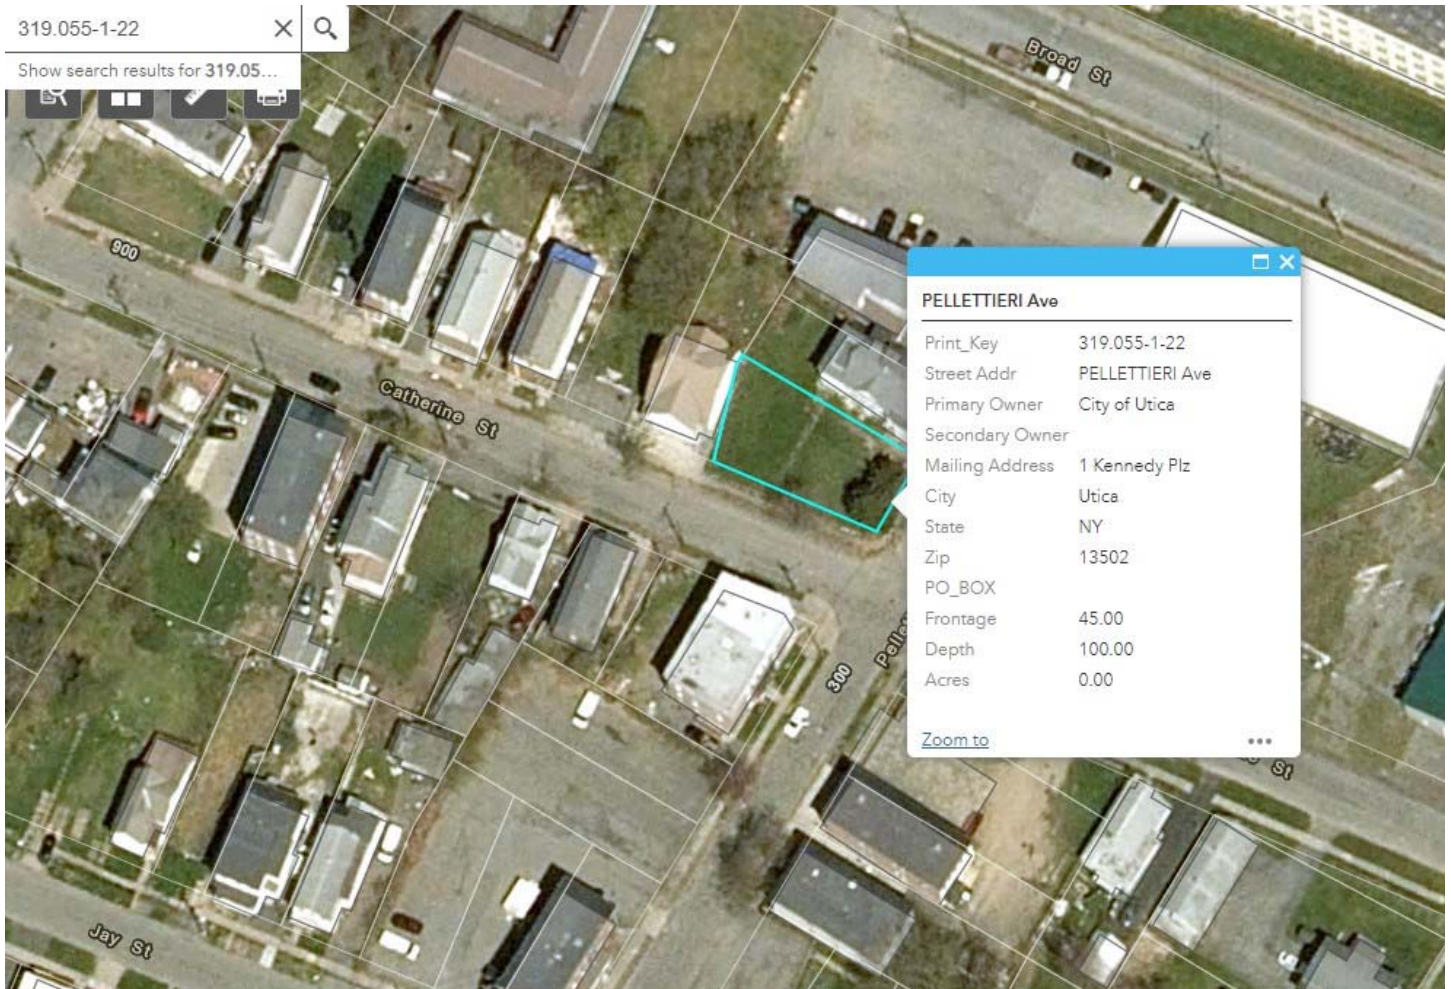 319.055-1-22
Show search results for 319.05...
Broad St
900
Catherine St
PELLETTIERI Ave
Print_Key 319.055-1-22
Street Addr PELLETTIERI Ave
Primary Owner City of Utica
Secondary Owner
Mailing Address 1 Kennedy Plz
City Utica
State NY
Zip 13502
PO_BOX
Frontage 45.00
Depth 100.00
Acres 0.00
Zoom to
300
St
Jay St